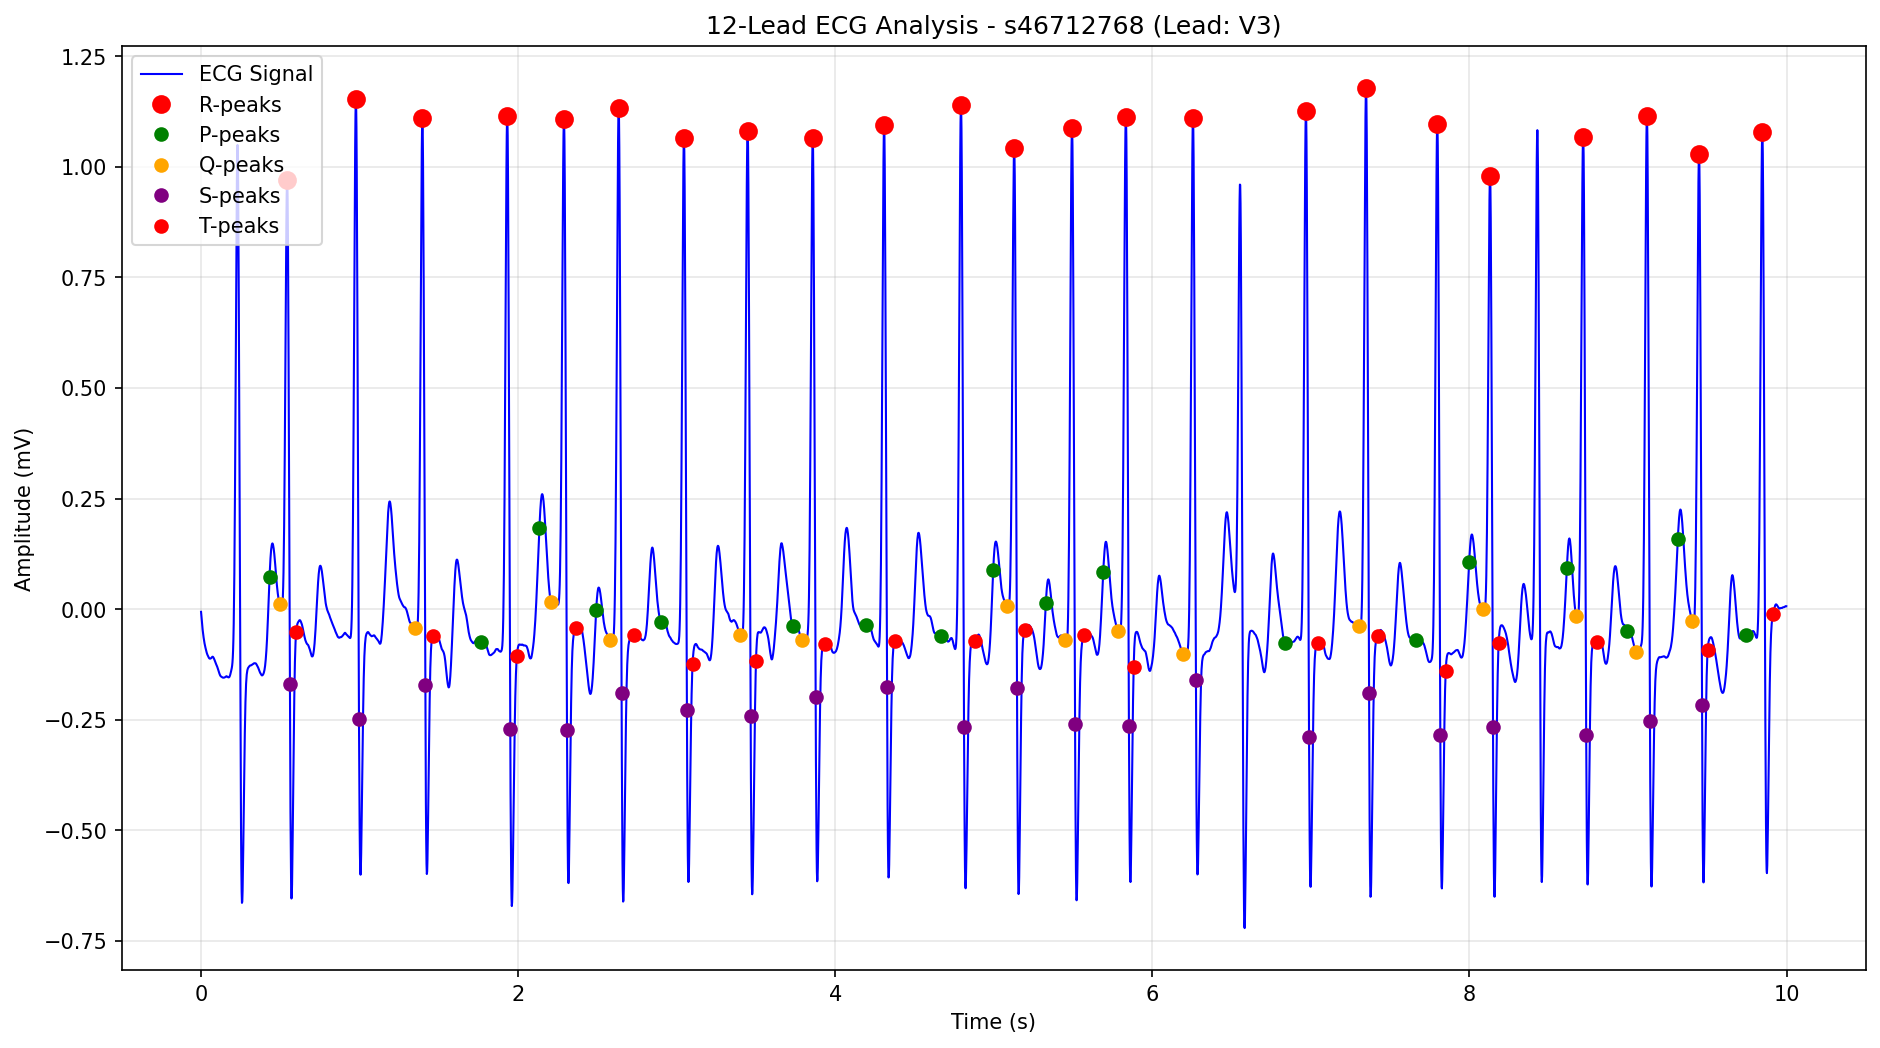 12-Lead ECG Analysis - s46712768 (Lead: V3)
ECG Signal
R-peaks
P-peaks
Q-peaks
S-peaks
T-peaks
Amplitude (mV)
1.25
1.00
0.75
0.50
0.25
0.00
−0.25
−0.50
−0.75
0 2 4 6 8 10
Time (s)